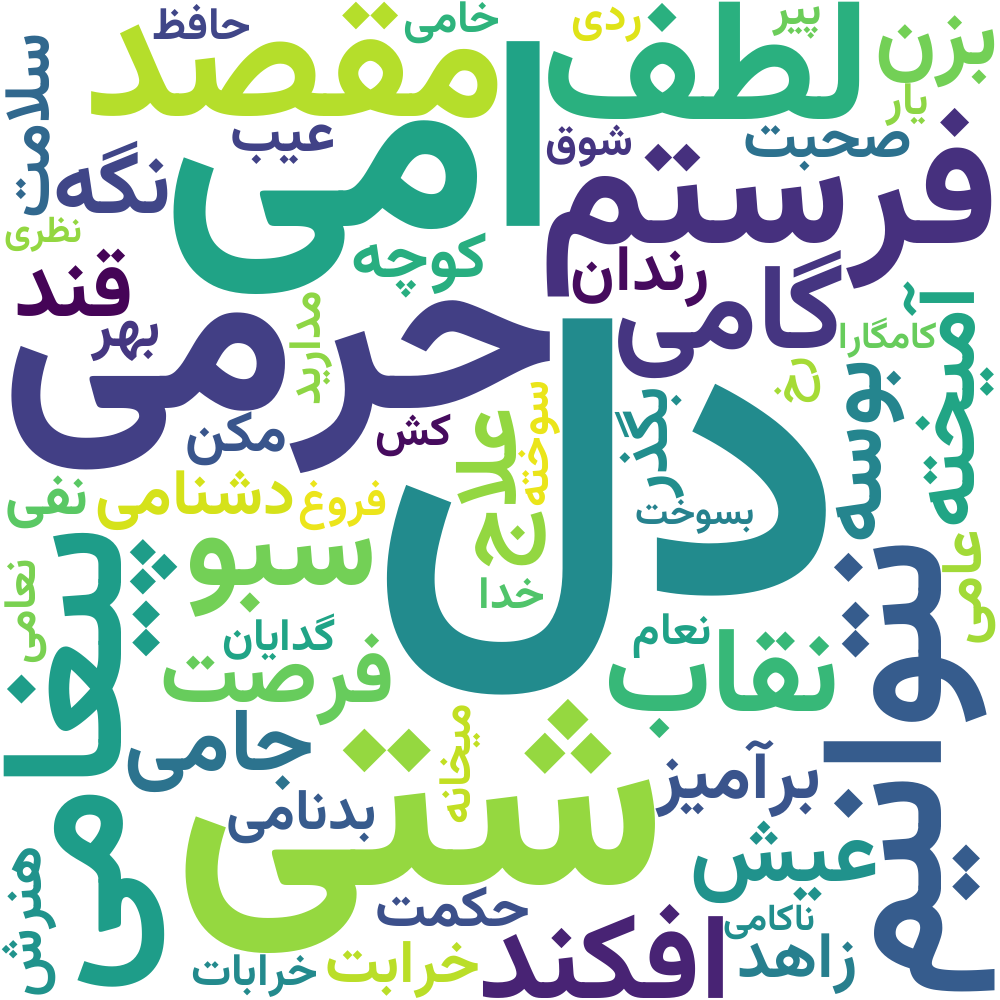 پیر
ردی
خامی
حافظ
لطف
مقصد
بزن
یار
سلامت
امی
صحبت
شوق
عیب
فرستم
نگه
نظری
کوچه
رندان
قند
گامی
آمیخته
کامگارا
مدارید
بهر
حرمی
دل
رخ
بوسه
بگذر
سوخته
علاج
کش
مکن
دشنامی
فروغ
نفی
بسوخت
سبو
پیغامی
نتوانیم
عامی
نعامی
خدا
گدایان
نعام
نقاب
فرصت
جامی
میخانه
شتی
برآمیز
بدنامی
عیش
هنرش
حکمت
ناکامی
افکند
زاهد
خرابت
خرابات